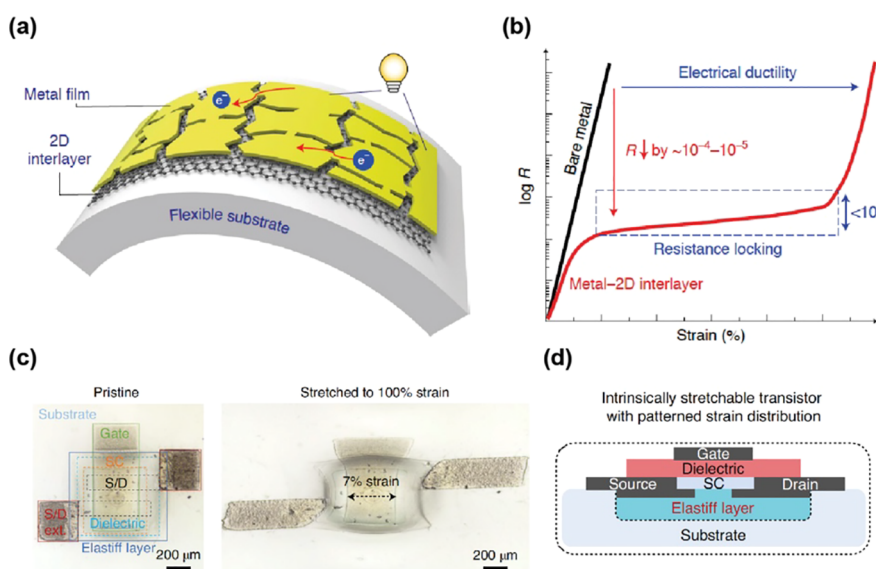 (a)
Metal film
2D
interlayer
e⁻
e⁻
Flexible substrate
(b)
log R
Bare metal
Electrical ductility
R↓ by ~10⁻⁴–10⁻⁵
<10
Resistance locking
Metal–2D interlayer
Strain (%)
(c)
Pristine
Substrate
Gate
SC
S/D
S/D
ext.
Dielectric
Elastiff layer
200 μm
Stretched to 100% strain
7% strain
200 μm
(d)
Intrinsically stretchable transistor
with patterned strain distribution
Gate
Dielectric
Source SC Drain
Elastiff layer
Substrate